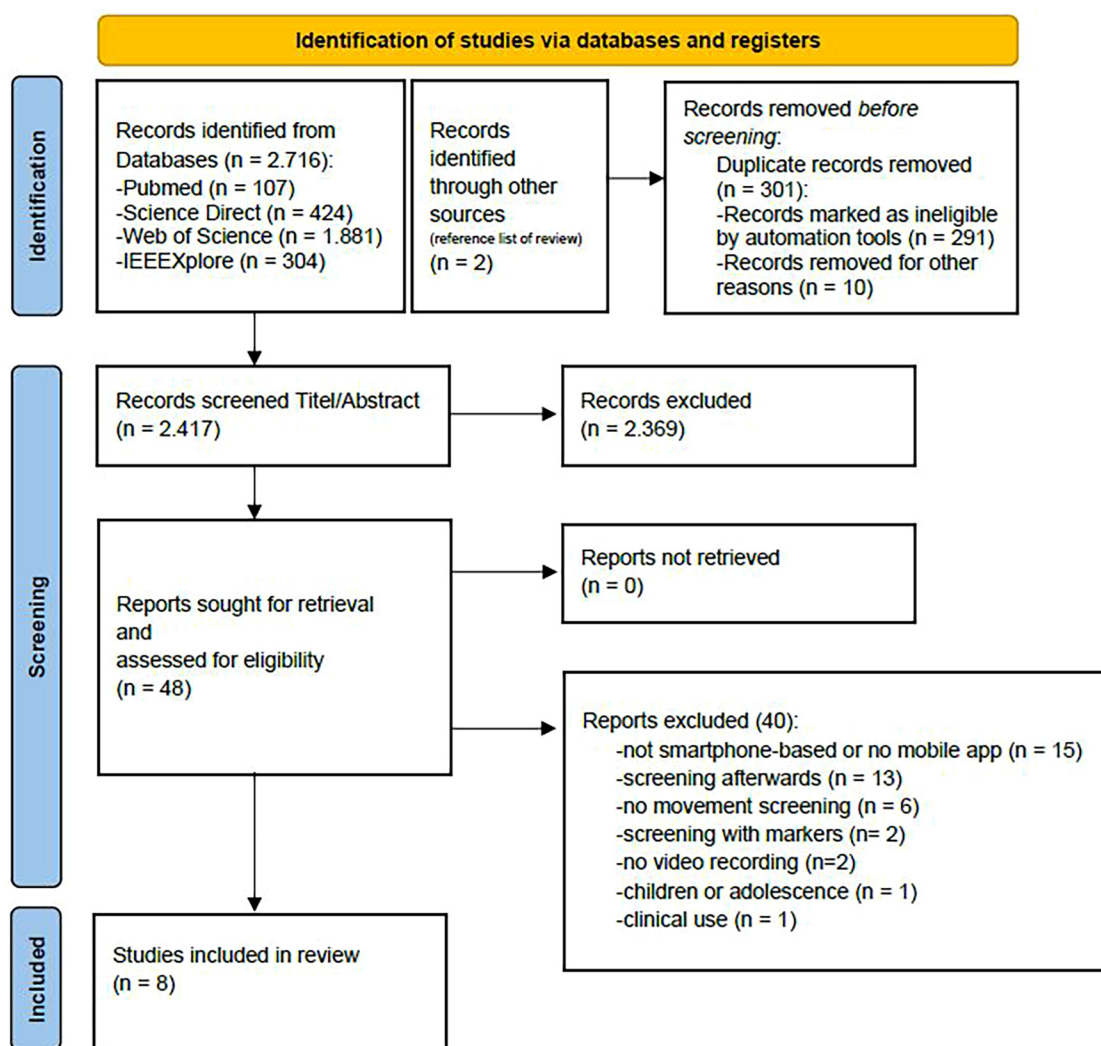 Identification of studies via databases and registers
Identification
Records identified from
Databases (n = 2.716):
-Pubmed (n = 107)
-Science Direct (n = 424)
-Web of Science (n = 1.881)
-IEEEXplore (n = 304)
Records
identified
through other
sources
(reference list of review)
(n = 2)
Records removed before
screening:
Duplicate records removed
(n = 301):
-Records marked as ineligible
by automation tools (n = 291)
-Records removed for other
reasons (n = 10)
Screening
Records screened Titel/Abstract
(n = 2.417)
Records excluded
(n = 2.369)
Reports sought for retrieval
and
assessed for eligibility
(n = 48)
Reports not retrieved
(n = 0)
Reports excluded (40):
-not smartphone-based or no mobile app (n = 15)
-screening afterwards (n = 13)
-no movement screening (n = 6)
-screening with markers (n= 2)
-no video recording (n=2)
-children or adolescence (n = 1)
-clinical use (n = 1)
Included
Studies included in review
(n = 8)